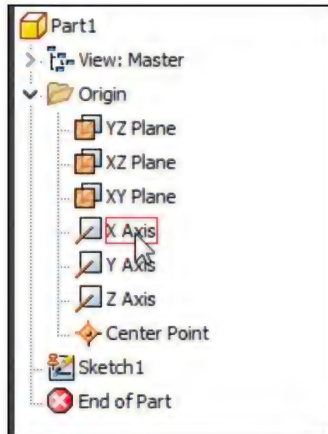 Part1
View: Master
Origin
YZ Plane
XZ Plane
XY Plane
X Axis
Y Axis
Z Axis
Center Point
Sketch1
End of Part